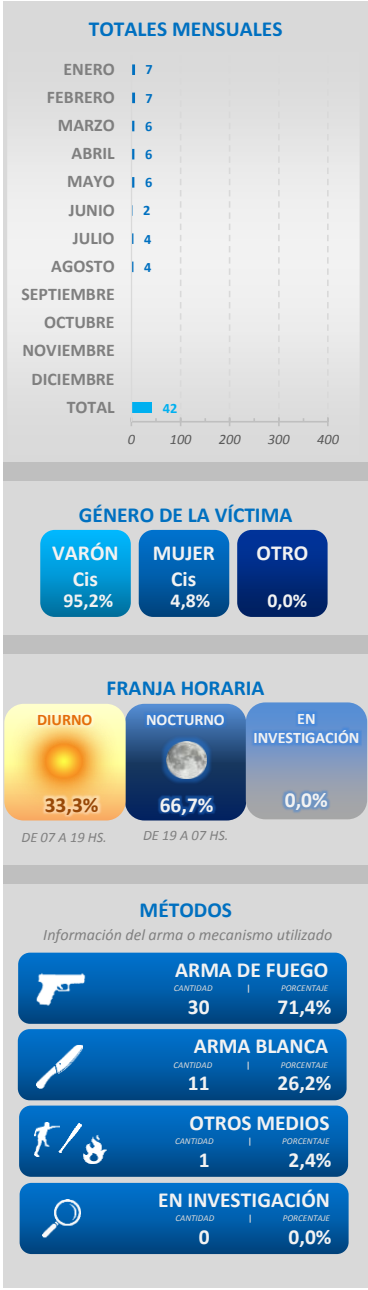 TOTALES MENSUALES
ENERO 7
FEBRERO 7
MARZO 6
ABRIL 6
MAYO 6
JUNIO 2
JULIO 4
AGOSTO 4
SEPTIEMBRE
OCTUBRE
NOVIEMBRE
DICIEMBRE
TOTAL 42
0 100 200 300 400
GÉNERO DE LA VÍCTIMA
VARÓN
Cis
95,2%
MUJER
Cis
4,8%
OTRO
0,0%
FRANJA HORARIA
DIURNO
33,3%
DE 07 A 19 HS.
NOCTURNO
66,7%
DE 19 A 07 HS.
EN
INVESTIGACIÓN
0,0%
MÉTODOS
Información del arma o mecanismo utilizado
ARMA DE FUEGO
CANTIDAD | PORCENTAJE
30 71,4%
ARMA BLANCA
CANTIDAD | PORCENTAJE
11 26,2%
OTROS MEDIOS
CANTIDAD | PORCENTAJE
1 2,4%
EN INVESTIGACIÓN
CANTIDAD | PORCENTAJE
0 0,0%